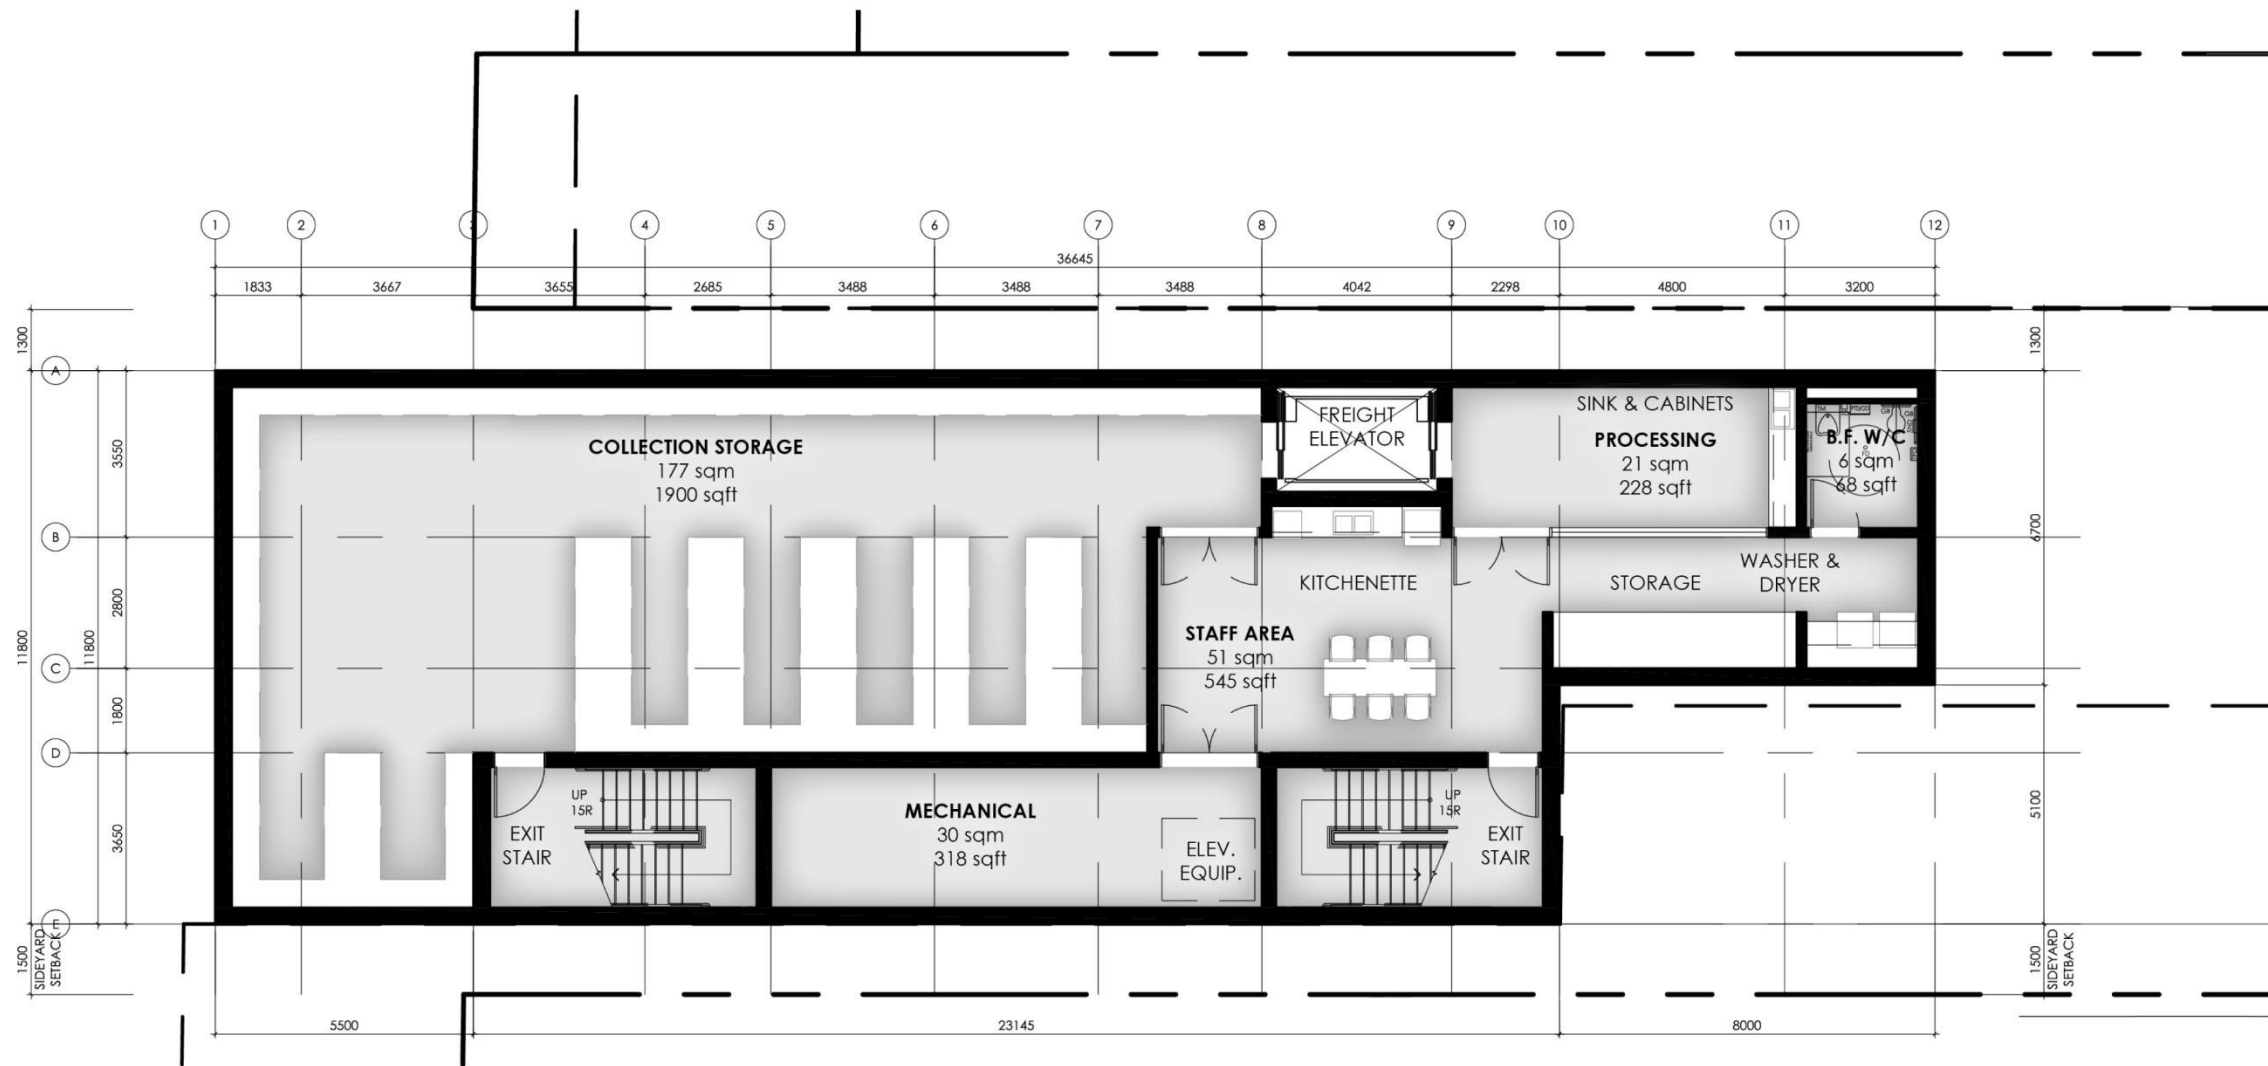 1 2 3 4 5 6 7 8 9 10 11 12
36645
1833 3667 3655 2685 3488 3488 3488 4042 2298 4800 3200
1300
1300
A
B
C
D
E
3550
2800
1800
3650
11800
11800
1500
SIDEYARD
SETBACK
6700
5100
1500
SIDEYARD
SETBACK
COLLECTION STORAGE
177 sqm
1900 sqft
FREIGHT
ELEVATOR
SINK & CABINETS
PROCESSING
21 sqm
228 sqft
TM
GB
GB
B.F. W/C
6 sqm
68 sqft
KITCHENETTE
STORAGE
WASHER &
DRYER
STAFF AREA
51 sqm
545 sqft
UP
15R
EXIT
STAIR
MECHANICAL
30 sqm
318 sqft
ELEV.
EQUIP.
UP
15R
EXIT
STAIR
5500 23145 8000